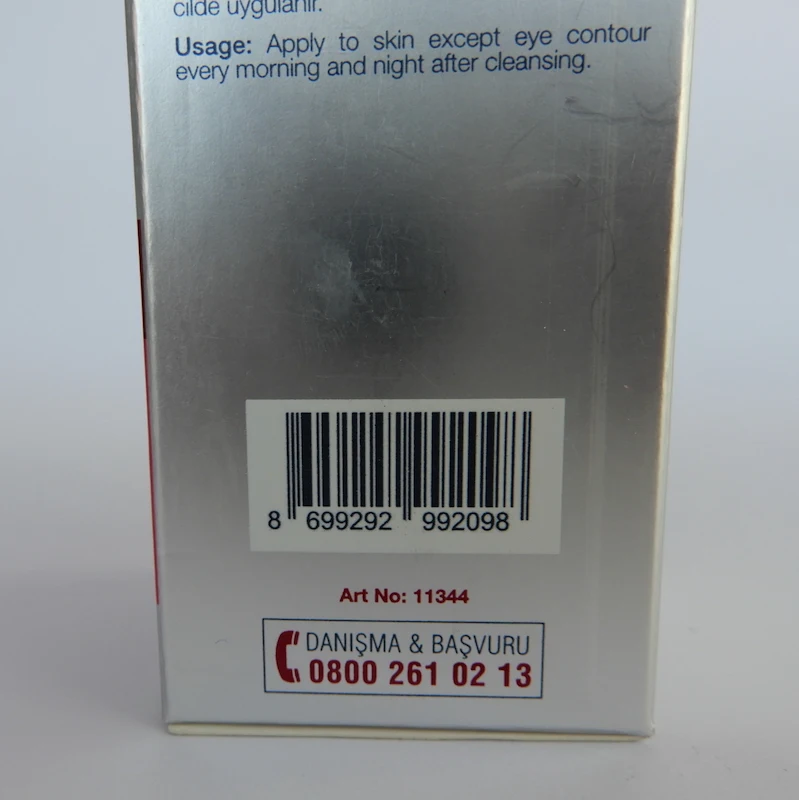 cilde uygulanır.
Usage: Apply to skin except eye contour
every morning and night after cleansing.
8 699292 992098
Art No: 11344
DANIŞMA & BAŞVURU
0800 261 02 13